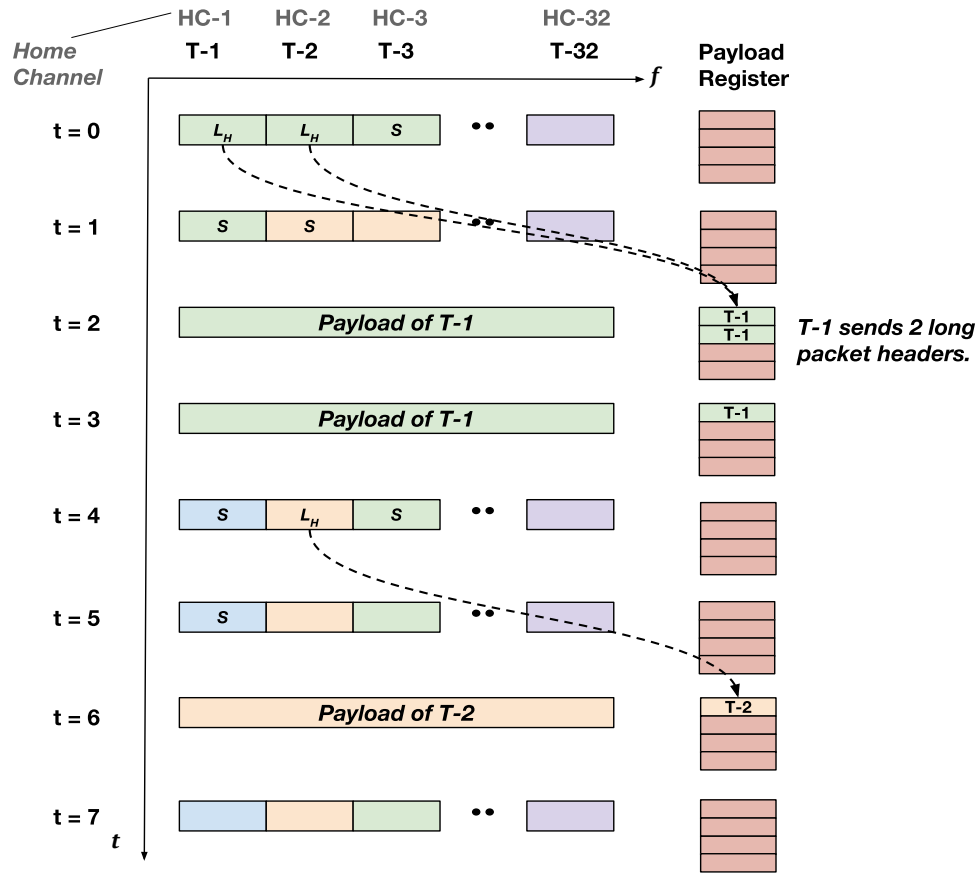 HC-1 HC-2 HC-3 HC-32
Home
Channel
T-1 T-2 T-3 T-32
Payload
Register
f
t = 0 L_H L_H S
t = 1 S S
t = 2 Payload of T-1 T-1
T-1
T-1 sends 2 long
packet headers.
t = 3 Payload of T-1 T-1
t = 4 S L_H S
t = 5 S
t = 6 Payload of T-2 T-2
t = 7
t